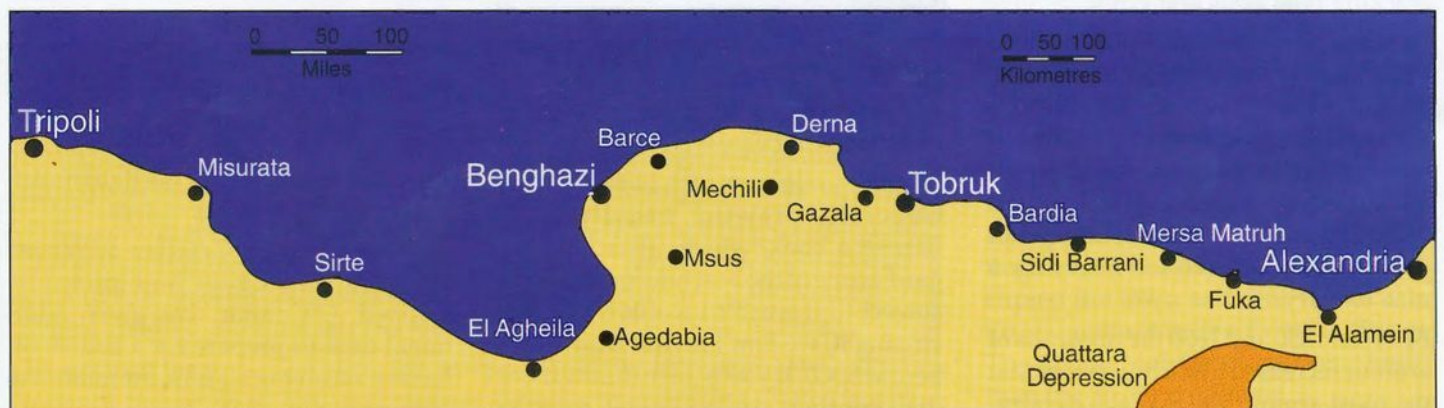 0 50 100
Miles
0 50 100
Kilometres
Tripoli
Misurata
Sirte
El Agheila
Benghazi
Barce
Agedabia
Msus
Mechili
Derna
Gazala
Tobruk
Bardia
Sidi Barrani
Mersa Matruh
Fuka
Alexandria
El Alamein
Quattara
Depression